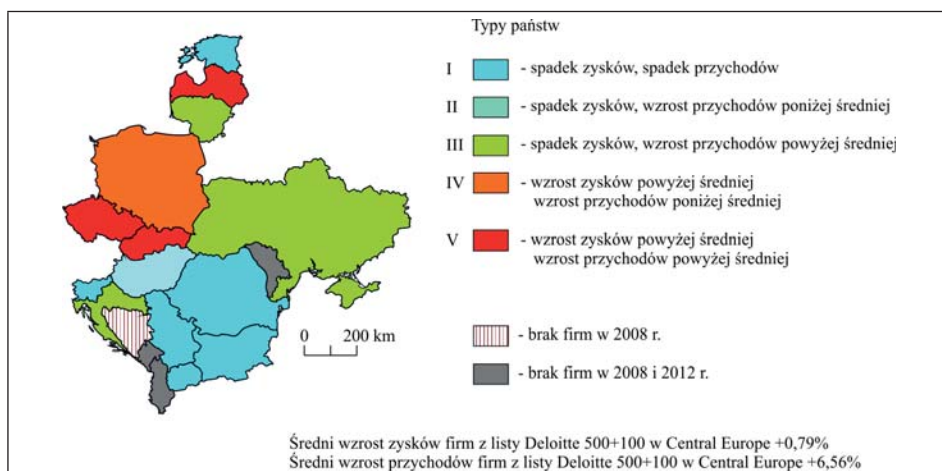 Typy państw
I - spadek zysków, spadek przychodów
II - spadek zysków, wzrost przychodów poniżej średniej
III - spadek zysków, wzrost przychodów powyżej średniej
IV - wzrost zysków powyżej średniej
wzrost przychodów poniżej średniej
V - wzrost zysków powyżej średniej
wzrost przychodów powyżej średniej
0 200 km
- brak firm w 2008 r.
- brak firm w 2008 i 2012 r.
Średni wzrost zysków firm z listy Deloitte 500+100 w Central Europe +0,79%
Średni wzrost przychodów firm z listy Deloitte 500+100 w Central Europe +6,56%